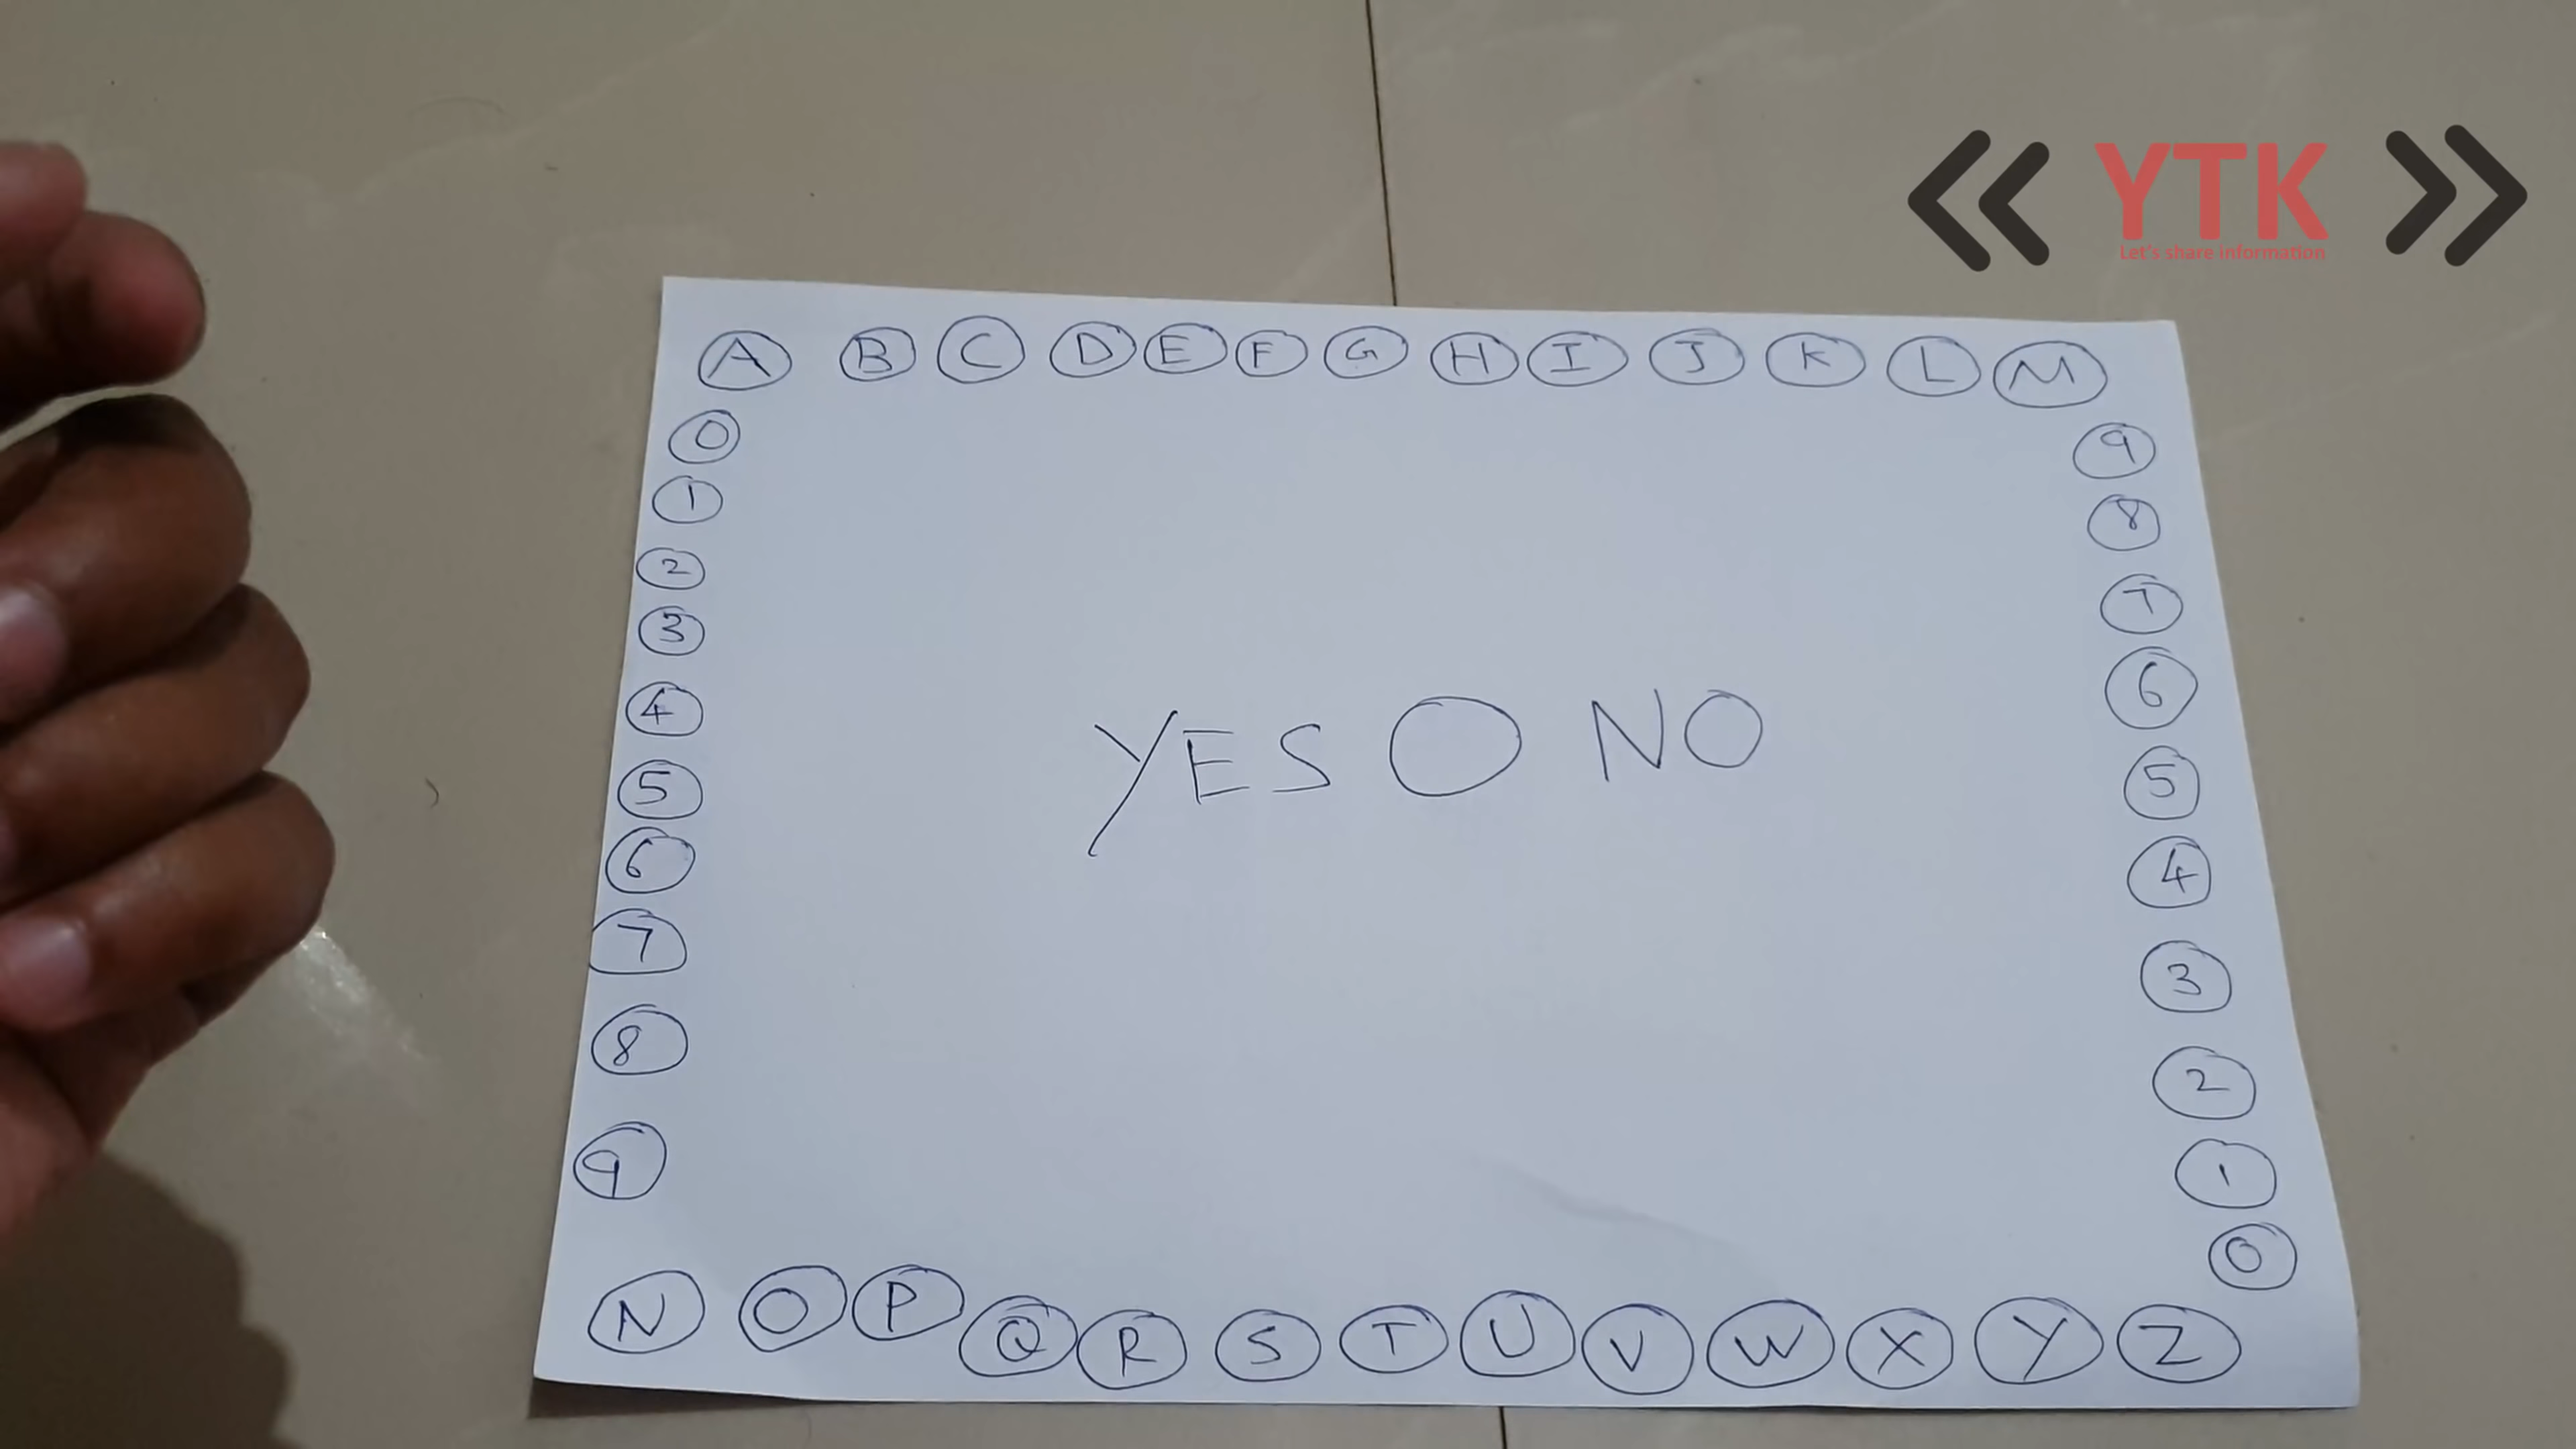 YTK
Let's share information
A B C D E F G H I J K L M
0 9
1 8
2 7
3 6
4 5
5 4
6 3
7 2
8 1
9 0
YES NO
N O P Q R S T U V W X Y Z